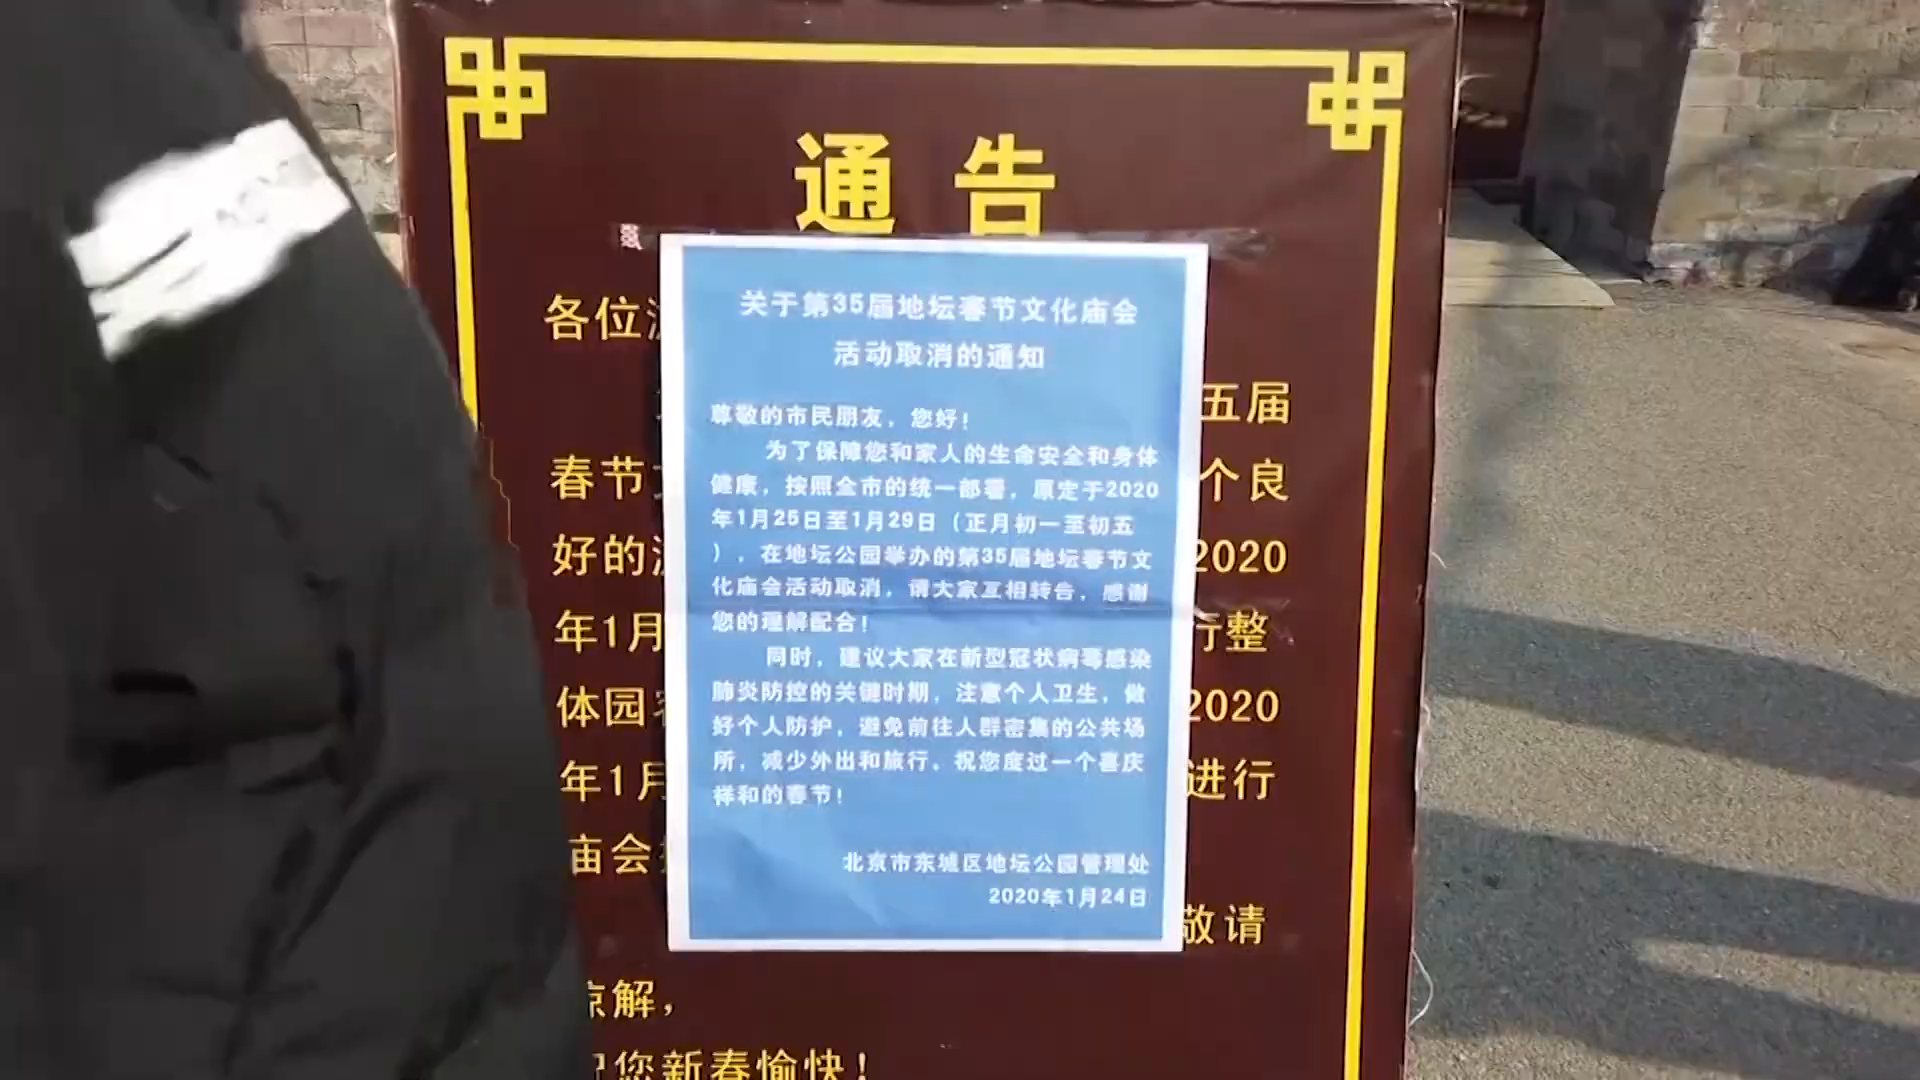 通告
各位
五届
春节
个良
好的
2020
年1月
行整
体园
2020
年1月
进行
庙会
敬请
谅解，
祝您新春愉快！
关于第35届地坛春节文化庙会
活动取消的通知
尊敬的市民朋友，您好！
为了保障您和家人的生命安全和身体
健康，按照全市的统一部署，原定于2020
年1月25日至1月29日（正月初一至初五
），在地坛公园举办的第35届地坛春节文
化庙会活动取消，请大家互相转告，感谢
您的理解配合！
同时，建议大家在新型冠状病毒感染
肺炎防控的关键时期，注意个人卫生，做
好个人防护，避免前往人群密集的公共场
所，减少外出和旅行，祝您度过一个喜庆
祥和的春节！
北京市东城区地坛公园管理处
2020年1月24日